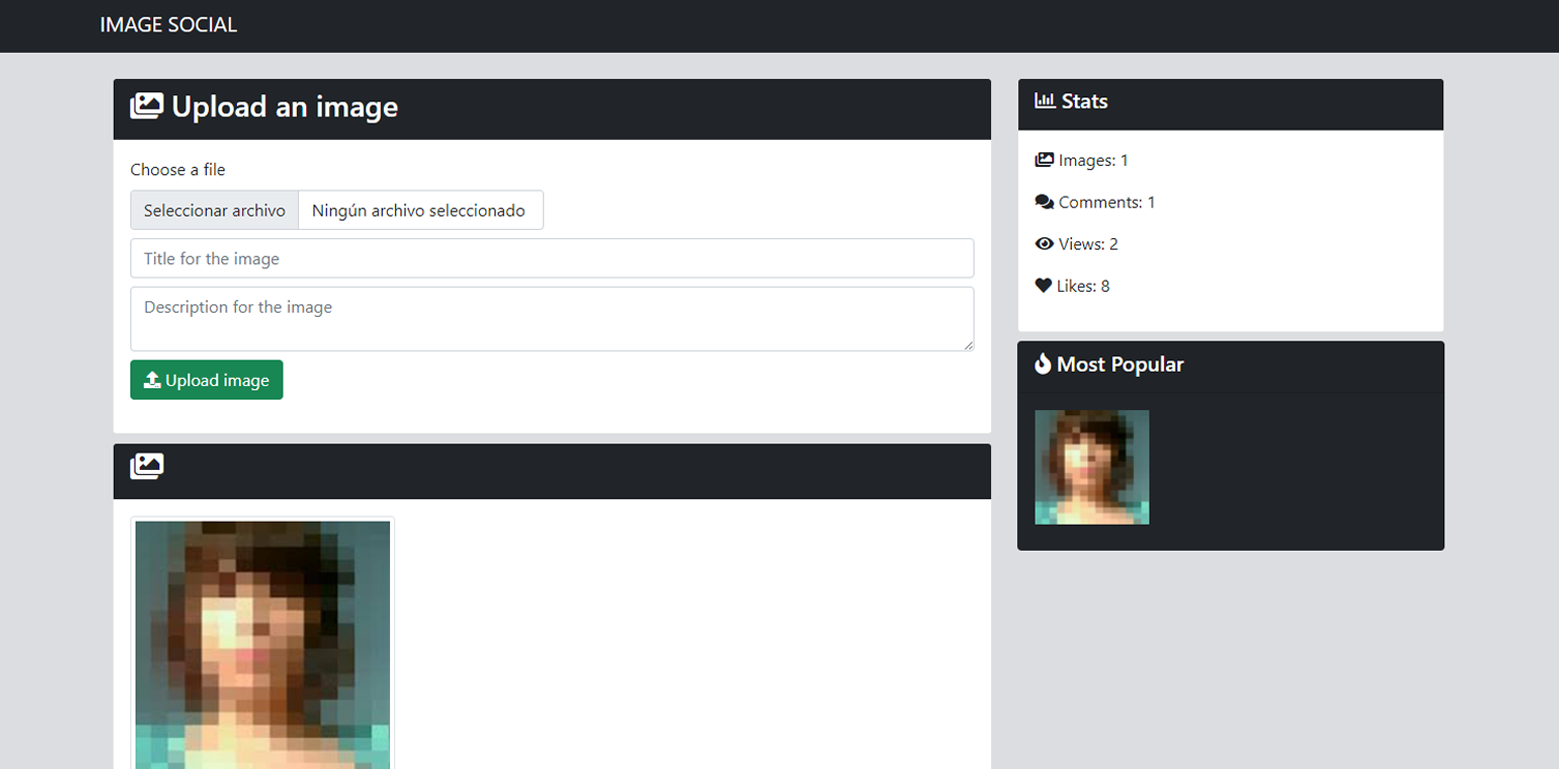 IMAGE SOCIAL
Upload an image
Choose a file
Seleccionar archivo Ningún archivo seleccionado
Title for the image
Description for the image
Upload image
Stats
Images: 1
Comments: 1
Views: 2
Likes: 8
Most Popular